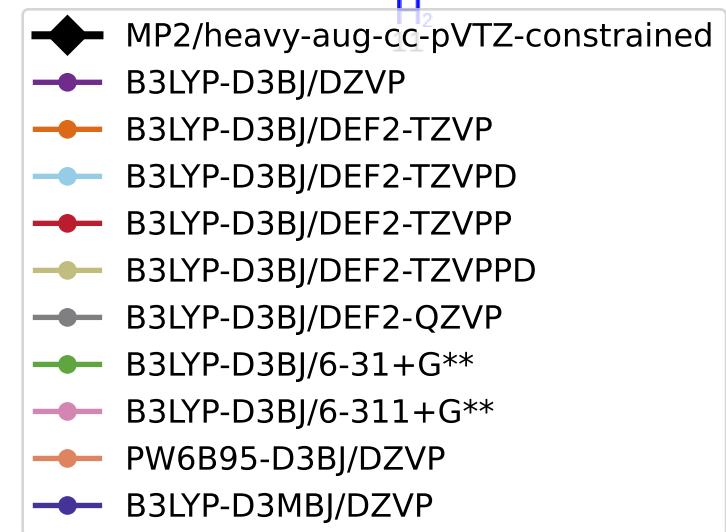 MP2/heavy-aug-cc-pVTZ-constrained
B3LYP-D3BJ/DZVP
B3LYP-D3BJ/DEF2-TZVP
B3LYP-D3BJ/DEF2-TZVPD
B3LYP-D3BJ/DEF2-TZVPP
B3LYP-D3BJ/DEF2-TZVPPD
B3LYP-D3BJ/DEF2-QZVP
B3LYP-D3BJ/6-31+G**
B3LYP-D3BJ/6-311+G**
PW6B95-D3BJ/DZVP
B3LYP-D3MBJ/DZVP